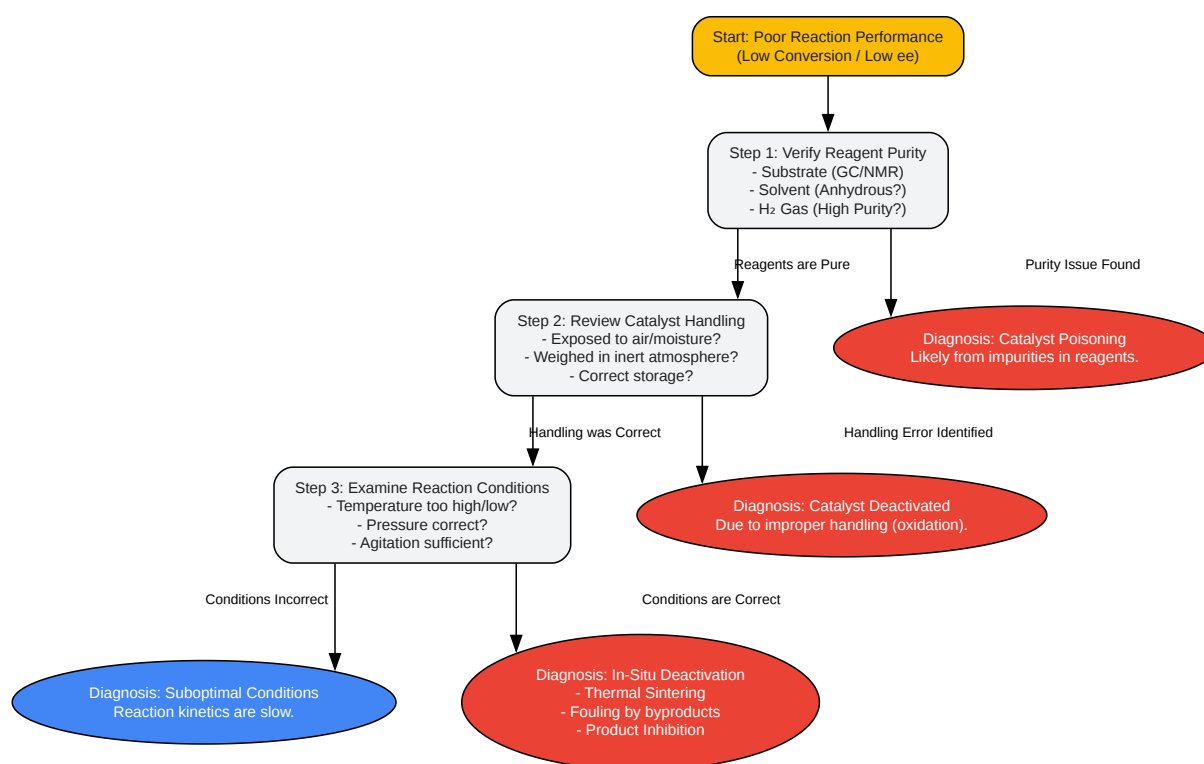 Start: Poor Reaction Performance
(Low Conversion / Low ee)
Step 1: Verify Reagent Purity
- Substrate (GC/NMR)
- Solvent (Anhydrous?)
- H₂ Gas (High Purity?)
Reagents are Pure
Purity Issue Found
Step 2: Review Catalyst Handling
- Exposed to air/moisture?
- Weighed in inert atmosphere?
- Correct storage?
Diagnosis: Catalyst Poisoning
Likely from impurities in reagents.
Handling was Correct
Handling Error Identified
Step 3: Examine Reaction Conditions
- Temperature too high/low?
- Pressure correct?
- Agitation sufficient?
Diagnosis: Catalyst Deactivated
Due to improper handling (oxidation).
Conditions Incorrect
Conditions are Correct
Diagnosis: Suboptimal Conditions
Reaction kinetics are slow.
Diagnosis: In-Situ Deactivation
- Thermal Sintering
- Fouling by byproducts
- Product Inhibition